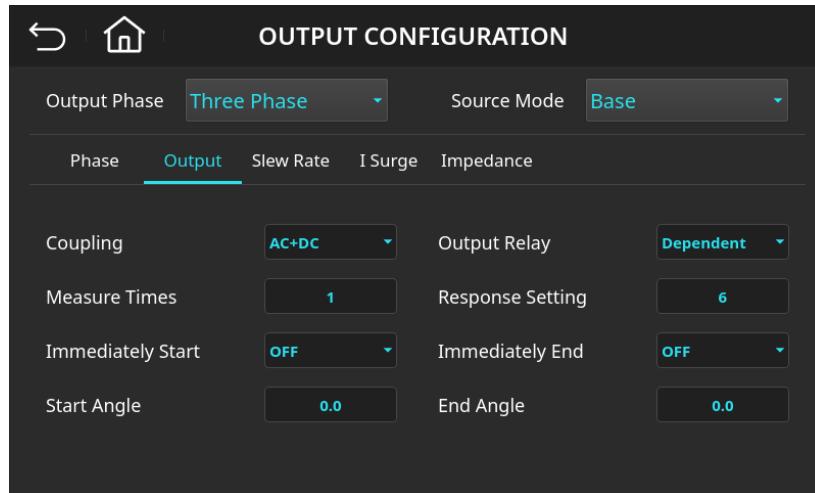 OUTPUT CONFIGURATION
Output Phase Three Phase Source Mode Base
Phase Output Slew Rate I Surge Impedance
Coupling AC+DC Output Relay Dependent
Measure Times 1 Response Setting 6
Immediately Start OFF Immediately End OFF
Start Angle 0.0 End Angle 0.0